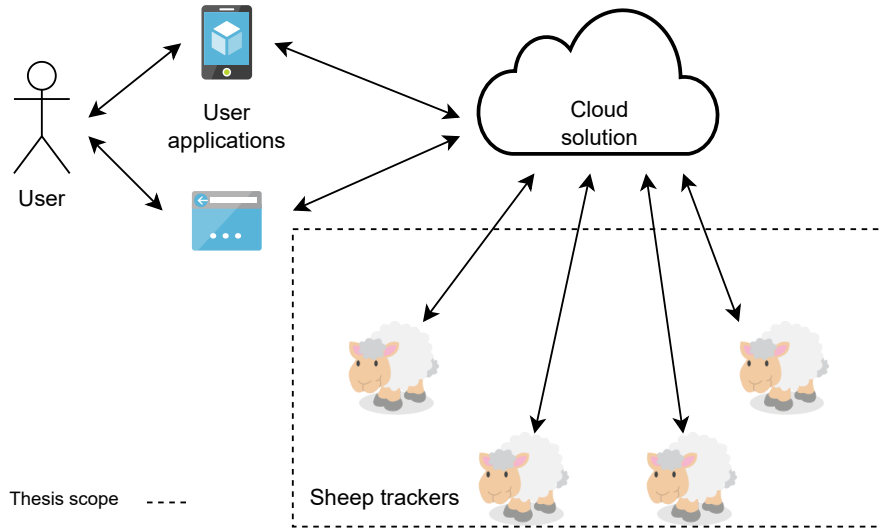 User
applications
Cloud
solution
User
Sheep trackers
Thesis scope